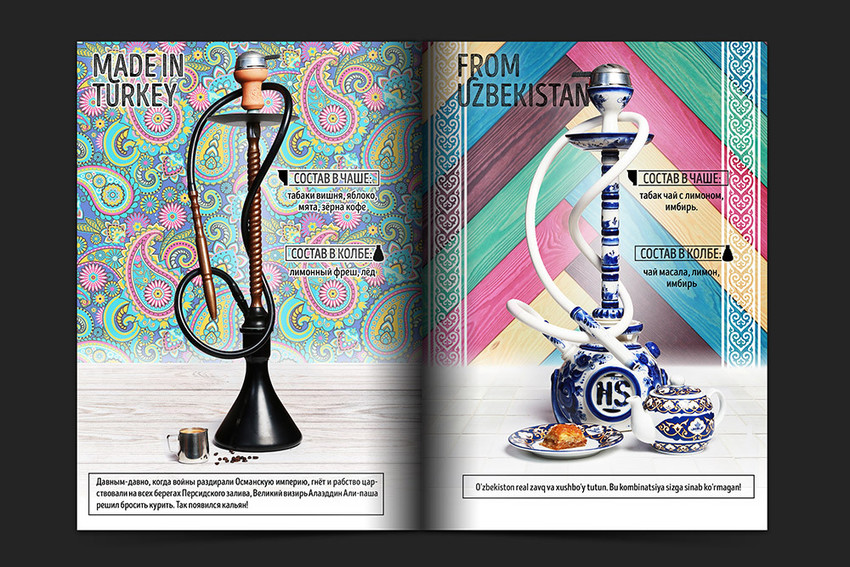 MADE IN
TURKEY
СОСТАВ В ЧАШЕ:
табаки вишня, яблоко,
мята, зёрна кофе
СОСТАВ В КОЛБЕ:
лимонный фреш, лёд
Давным-давно, когда войны раздирали Османскую империю, гнёт и рабство цар-
ствовали на всех берегах Персидского залива, Великий визирь Алаэддин Али-паша
решил бросить курить. Так появился кальян!
FROM
UZBEKISTAN
СОСТАВ В ЧАШЕ:
табак чай с лимоном,
имбирь.
СОСТАВ В КОЛБЕ:
чай масала, лимон,
имбирь
HS
O'zbekiston real zavq va xushbo'y tutun. Bu kombinatsiya sizga sinab ko'rmagan!